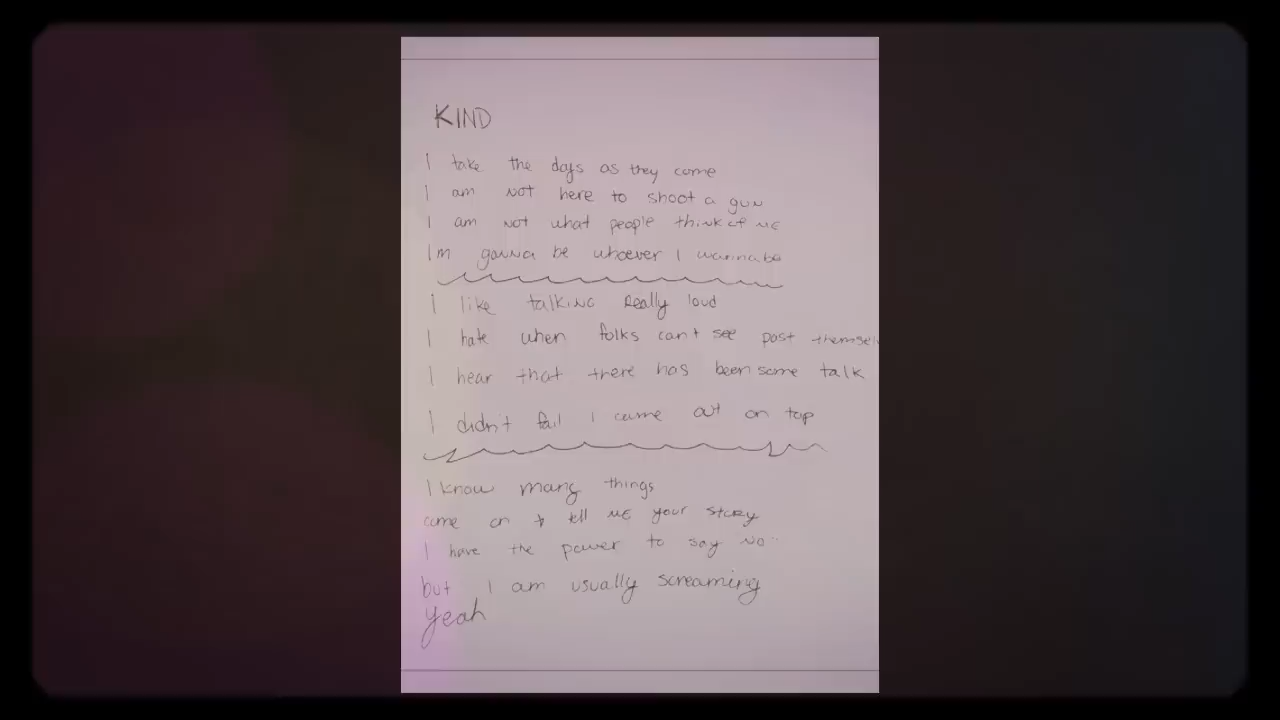 KIND
I take the days as they come
I am not here to shoot a gun
I am not what people think of me
Im gonna be whoever I wannabe
I like talking really loud
I hate when folks can't see past themsel
I hear that there has been some talk
I didn't fail I came out on top
I know many things
come on & tell me your story
I have the power to say no
but I am usually screaming
yeah